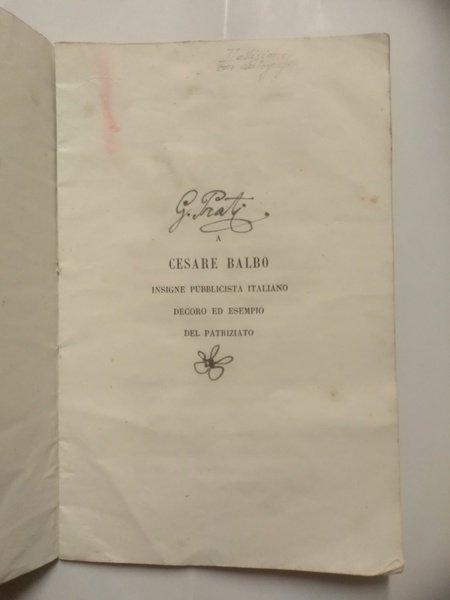 G. Prati
A
CESARE BALBO
INSIGNE PUBBLICISTA ITALIANO
DECORO ED ESEMPIO
DEL PATRIZIATO